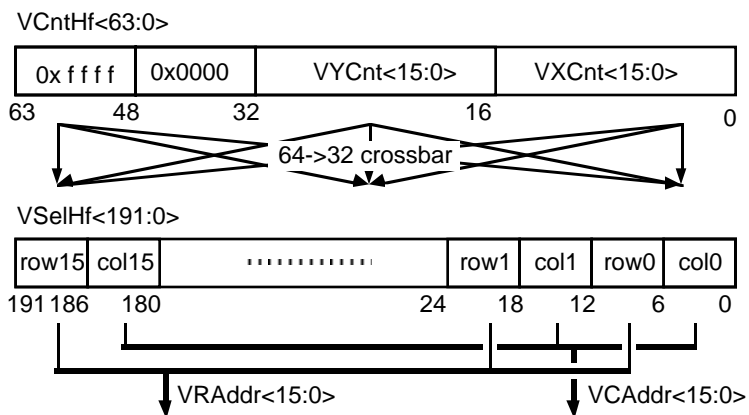 VCntHf<63:0>
0x f f f f 0x0000 VYCnt<15:0> VXCnt<15:0>
63 48 32 16 0
64->32 crossbar
VSelHf<191:0>
row15 col15 row1 col1 row0 col0
191 186 180 24 18 12 6 0
VRAddr<15:0> VCAddr<15:0>